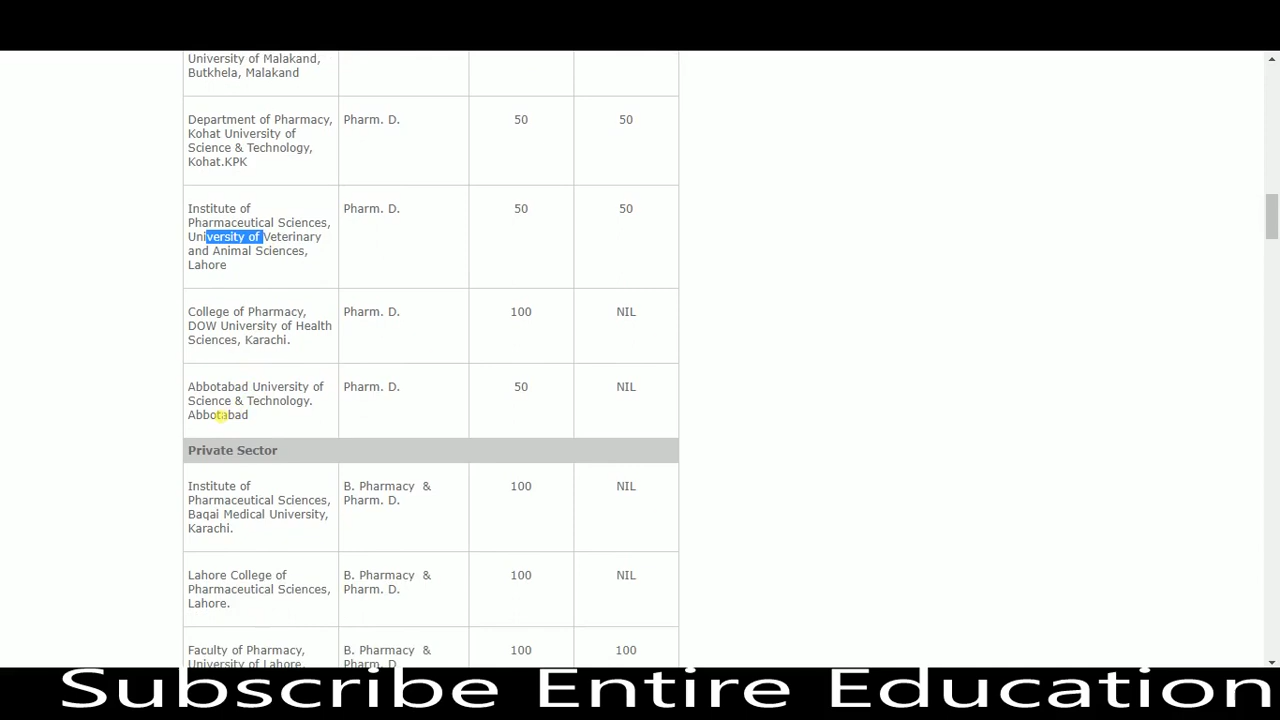 University of Malakand,
Butkhela, Malakand
Department of Pharmacy,
Kohat University of
Science & Technology,
Kohat.KPK
Pharm. D.
50
50
Institute of
Pharmaceutical Sciences,
University of Veterinary
and Animal Sciences,
Lahore
Pharm. D.
50
50
College of Pharmacy,
DOW University of Health
Sciences, Karachi.
Pharm. D.
100
NIL
Abbotabad University of
Science & Technology.
Abbotabad
Pharm. D.
50
NIL
Private Sector
Institute of
Pharmaceutical Sciences,
Baqai Medical University,
Karachi.
B. Pharmacy &
Pharm. D.
100
NIL
Lahore College of
Pharmaceutical Sciences,
Lahore.
B. Pharmacy &
Pharm. D.
100
NIL
Faculty of Pharmacy,
University of Lahore,
B. Pharmacy &
Pharm. D.
100
100
Subscribe Entire Education